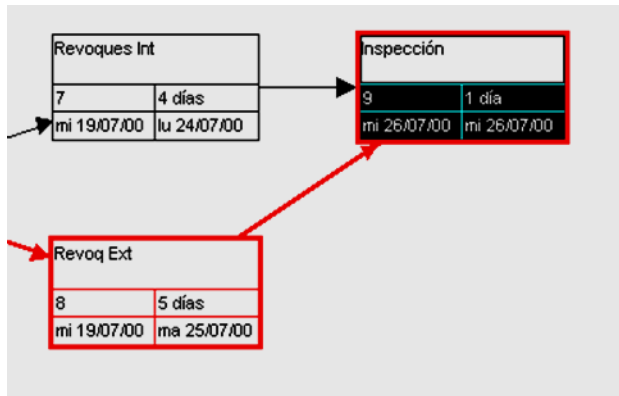 Revoques Int
7 4 días
mi 19/07/00 lu 24/07/00
Inspección
9 1 día
mi 26/07/00 mi 26/07/00
Revoq Ext
8 5 días
mi 19/07/00 ma 25/07/00